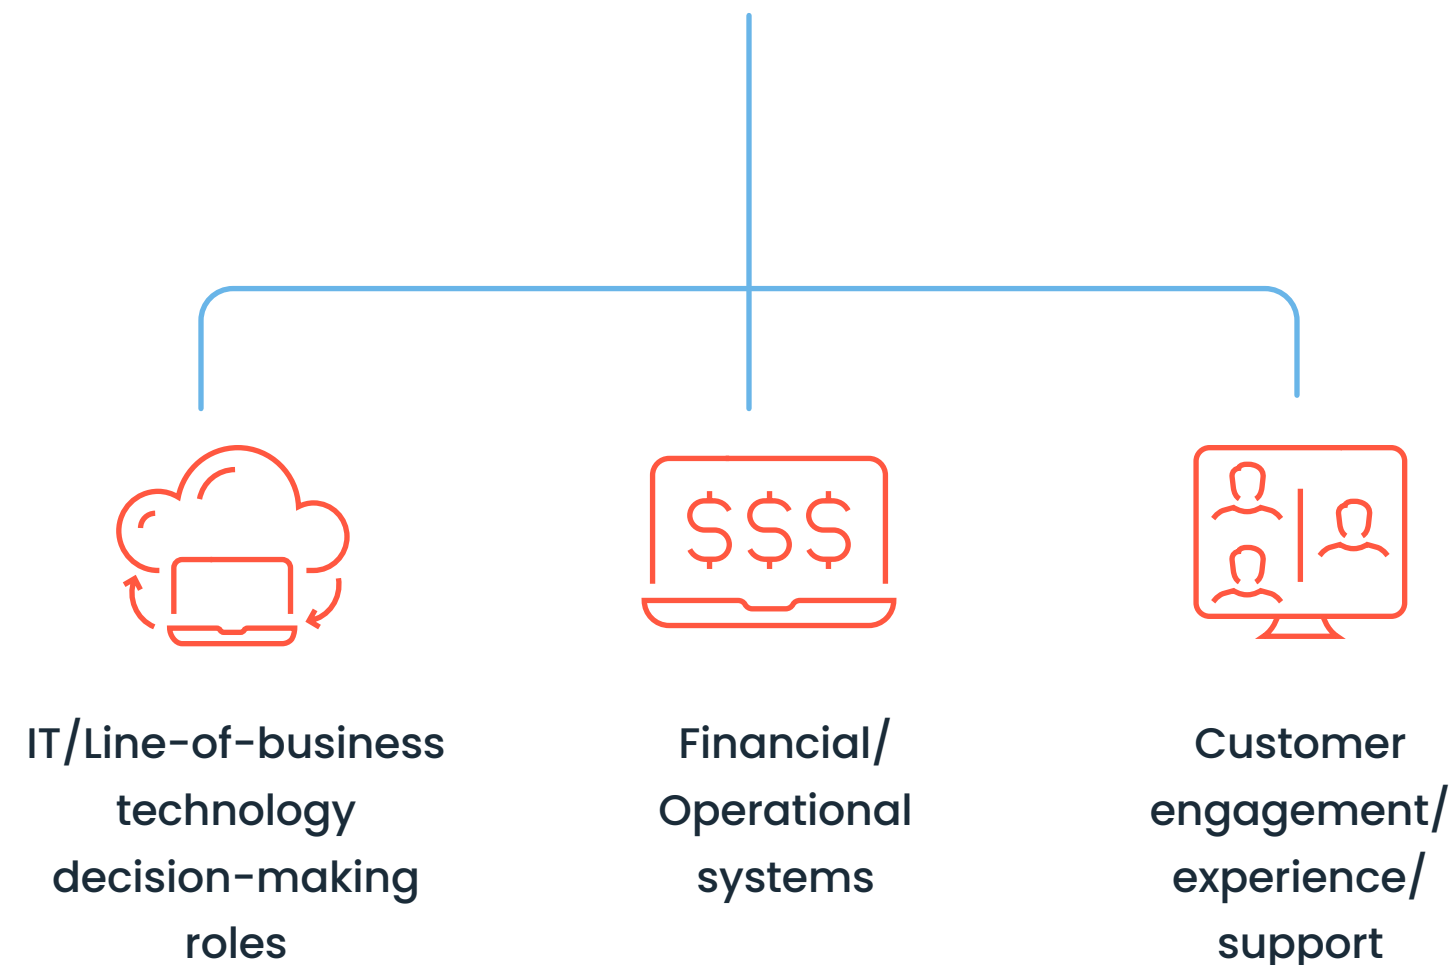 $$$
IT/Line-of-business
technology
decision-making
roles
Financial/
Operational
systems
Customer
engagement/
experience/
support